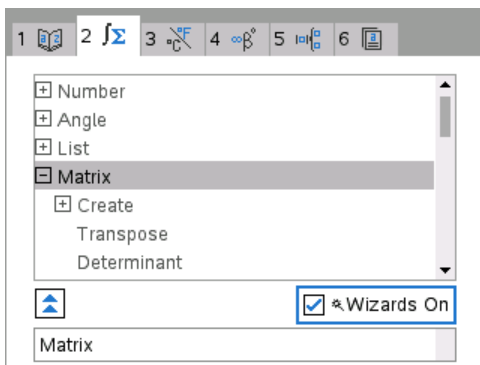 1 2 ∫Σ 3 °C°F 4 ∞β° 5 6
Number
Angle
List
Matrix
Create
Transpose
Determinant
Wizards On
Matrix